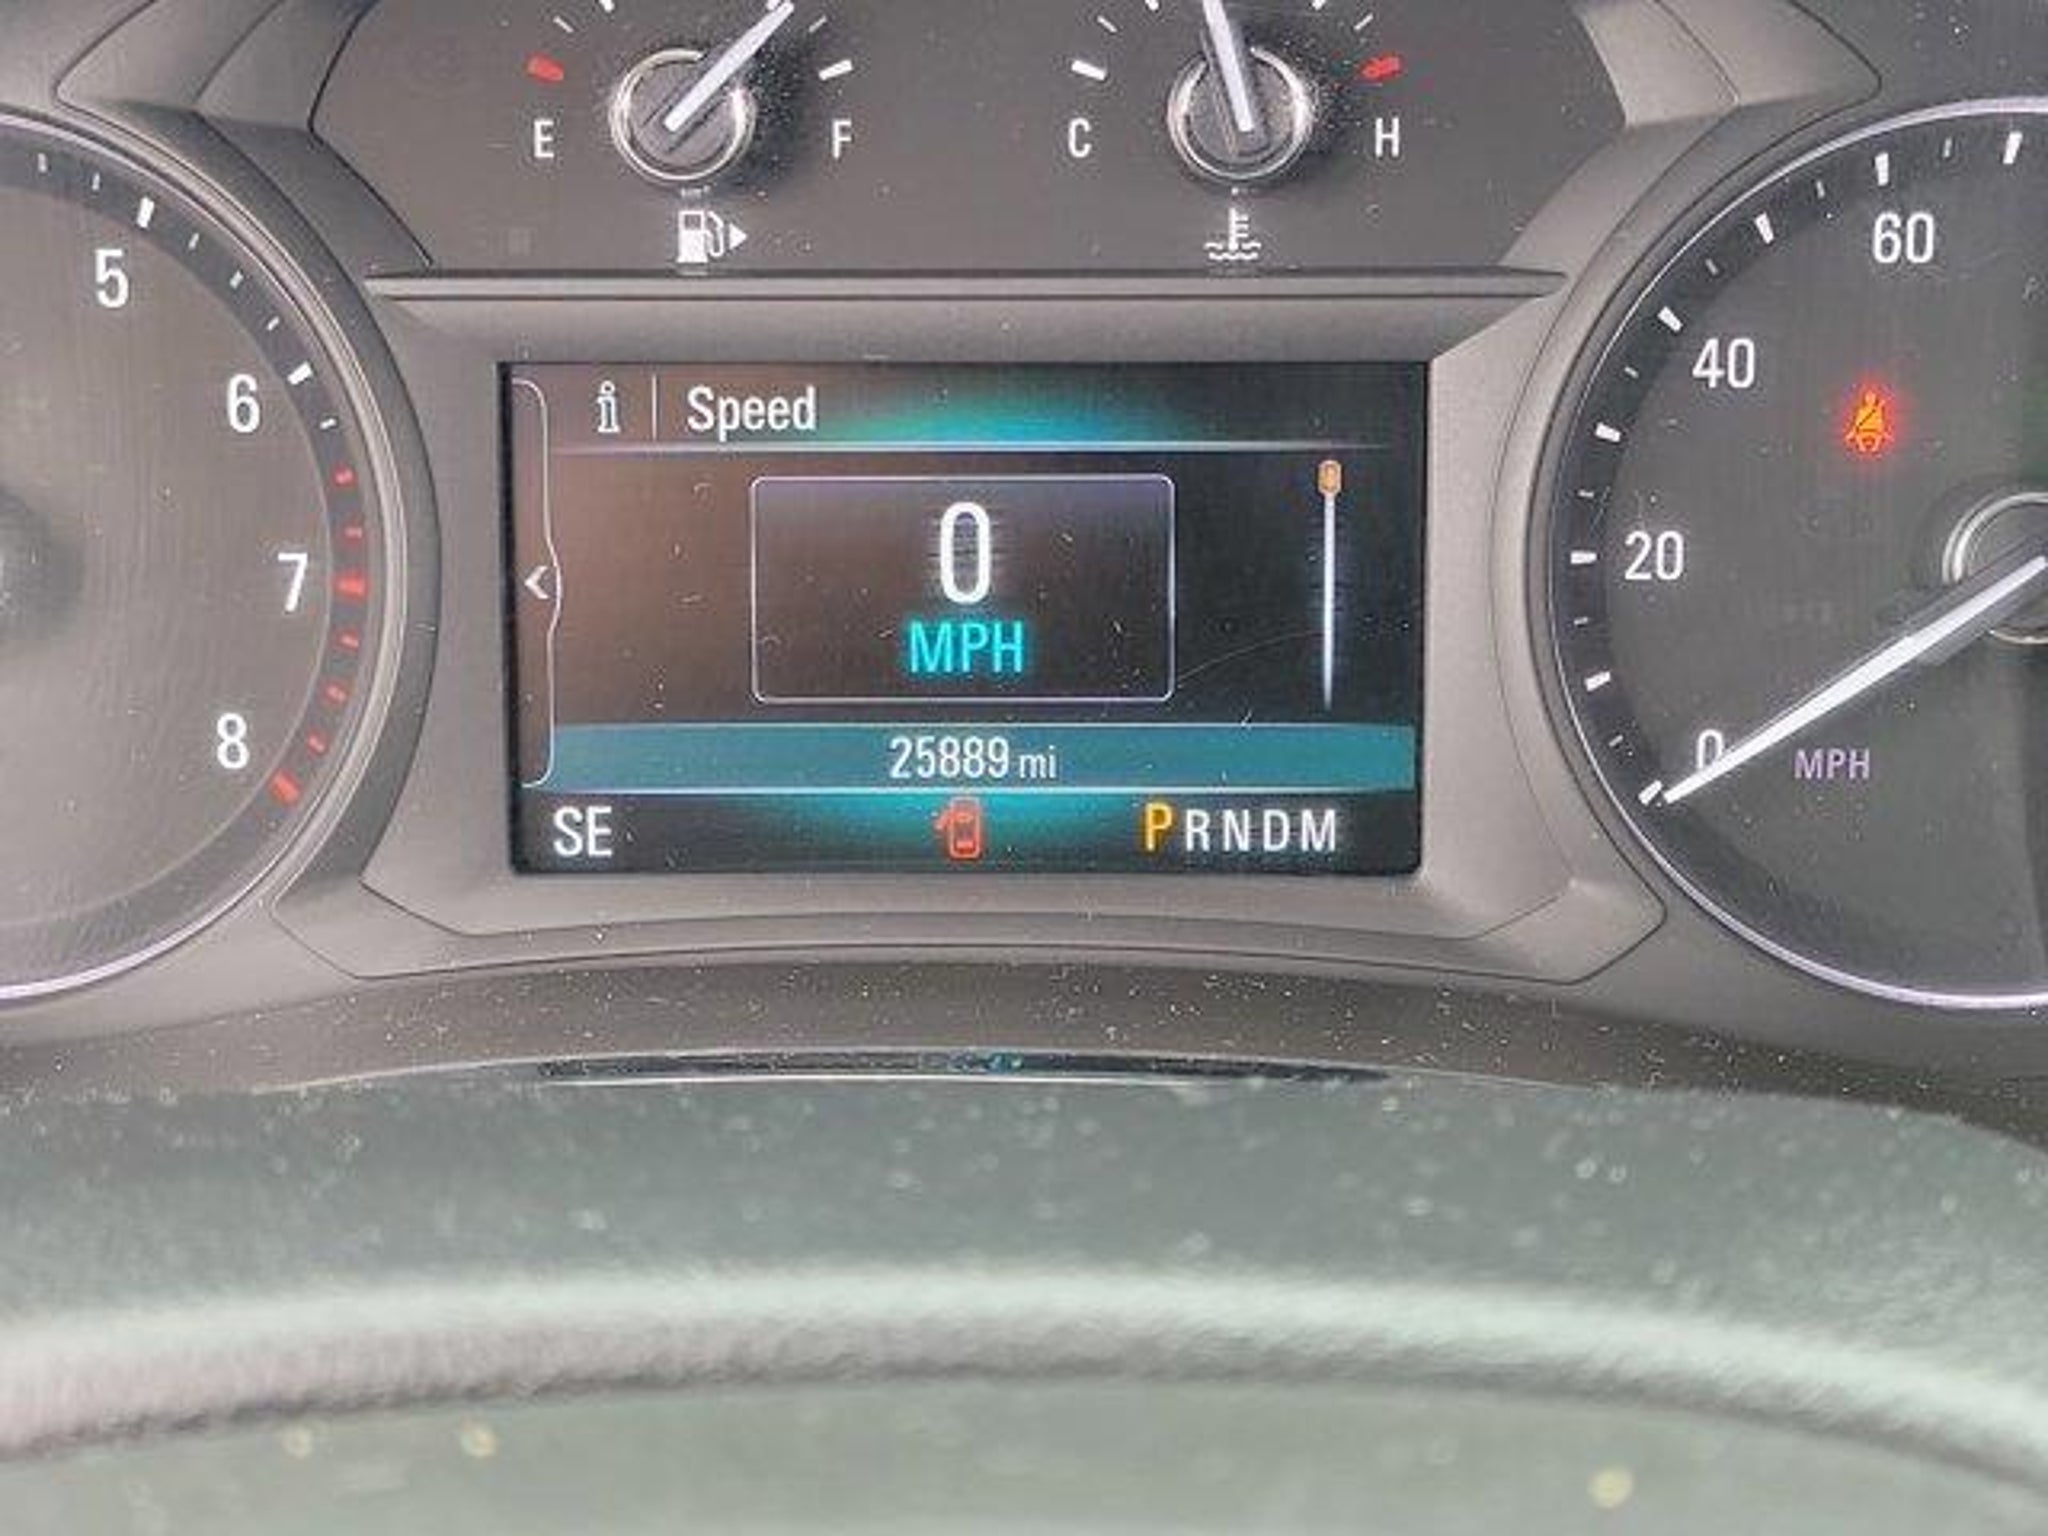 E F C H
5
6
7
8
Speed
0
MPH
25889 mi
SE PRNDM
60
40
20
0 MPH